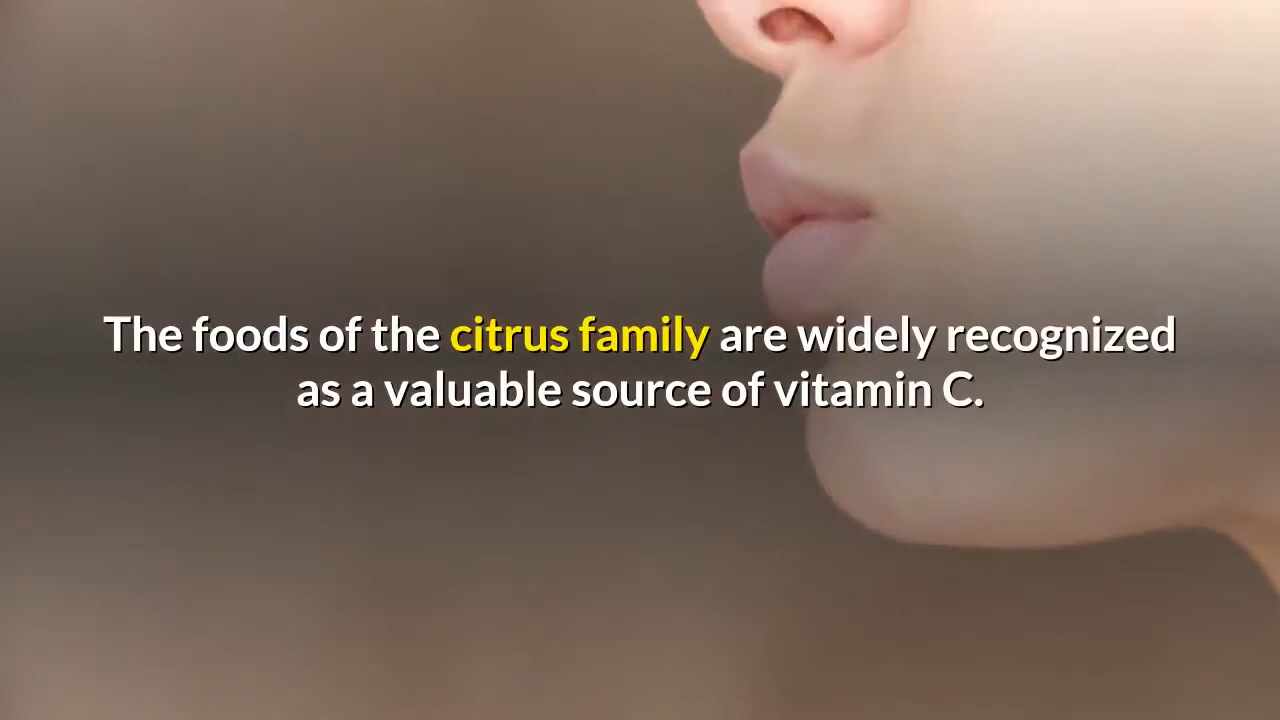 The foods of the citrus family are widely recognized
as a valuable source of vitamin C.